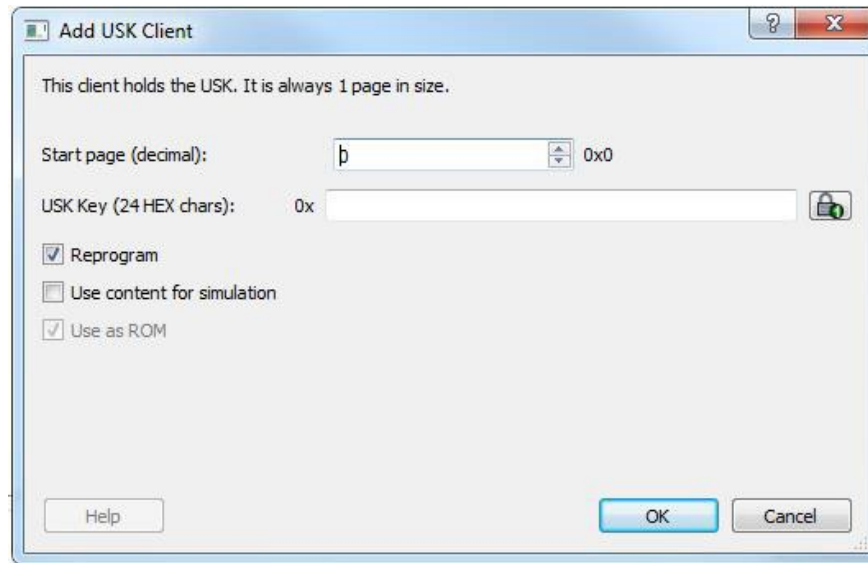 Add USK Client
This client holds the USK. It is always 1 page in size.
Start page (decimal): 0 0x0
USK Key (24 HEX chars): 0x
Reprogram
Use content for simulation
Use as ROM
Help OK Cancel